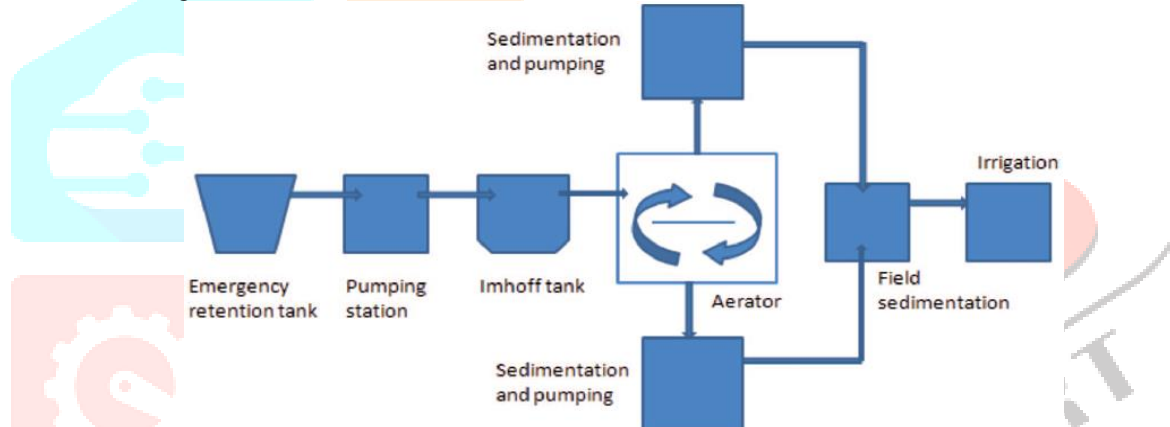 Sedimentation
and pumping
Irrigation
Emergency
retention tank
Pumping
station
Imhoff tank
Aerator
Field
sedimentation
Sedimentation
and pumping